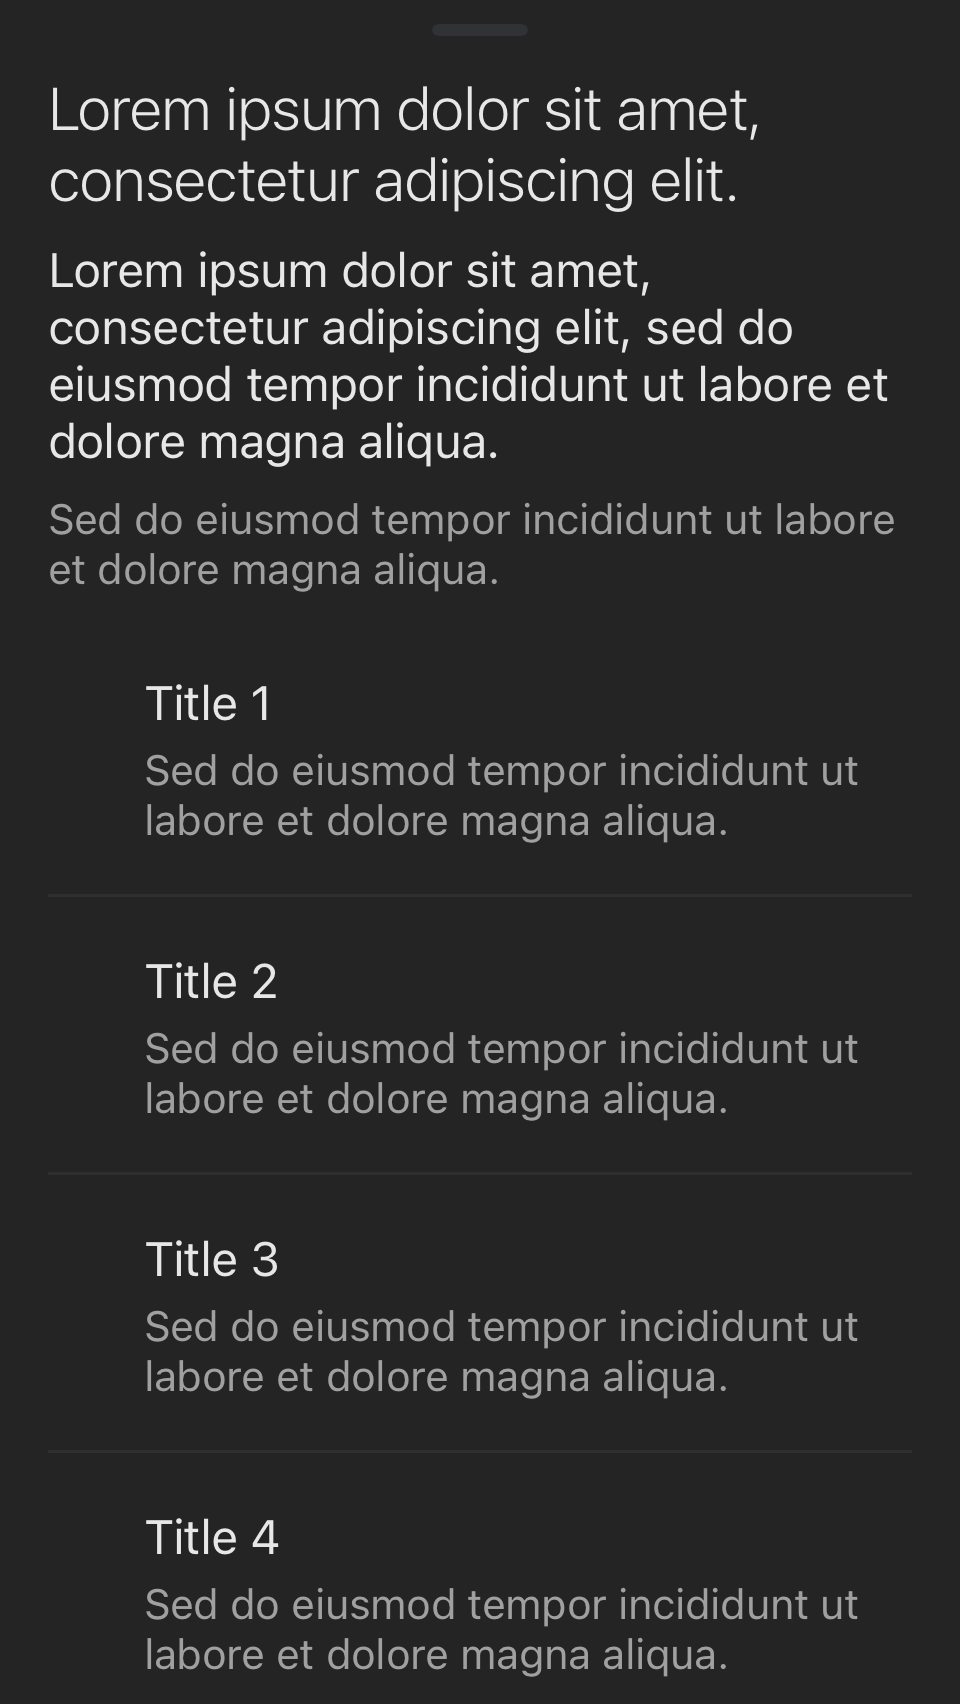 Lorem ipsum dolor sit amet,
consectetur adipiscing elit.
Lorem ipsum dolor sit amet,
consectetur adipiscing elit, sed do
eiusmod tempor incididunt ut labore et
dolore magna aliqua.
Sed do eiusmod tempor incididunt ut labore
et dolore magna aliqua.
Title 1
Sed do eiusmod tempor incididunt ut
labore et dolore magna aliqua.
Title 2
Sed do eiusmod tempor incididunt ut
labore et dolore magna aliqua.
Title 3
Sed do eiusmod tempor incididunt ut
labore et dolore magna aliqua.
Title 4
Sed do eiusmod tempor incididunt ut
labore et dolore magna aliqua.